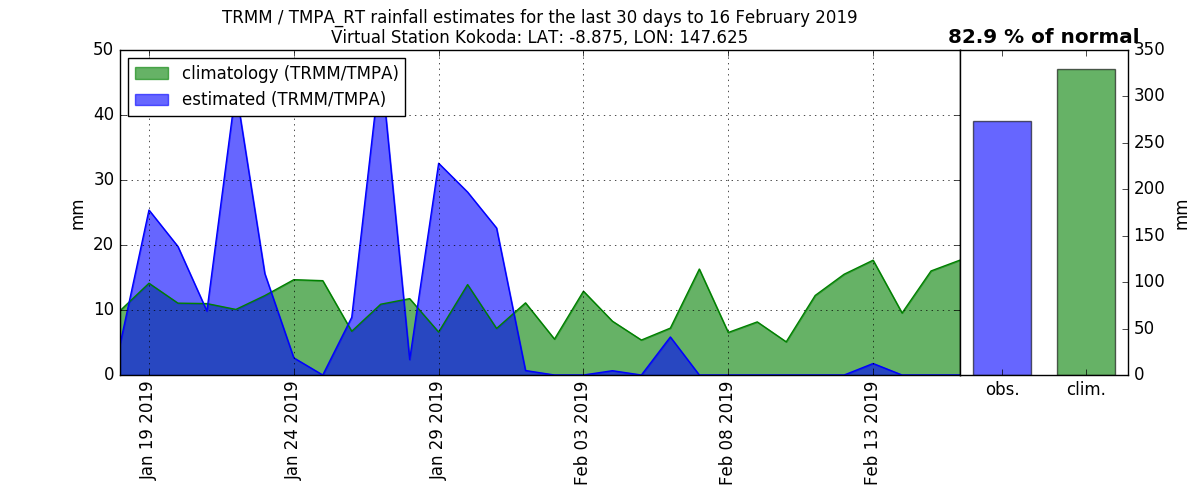 TRMM / TMPA_RT rainfall estimates for the last 30 days to 16 February 2019
Virtual Station Kokoda: LAT: -8.875, LON: 147.625
82.9 % of normal
climatology (TRMM/TMPA)
estimated (TRMM/TMPA)
50
40
30
20
10
0
mm
Jan 19 2019
Jan 24 2019
Jan 29 2019
Feb 03 2019
Feb 08 2019
Feb 13 2019
obs.
clim.
350
300
250
200
150
100
50
0
mm